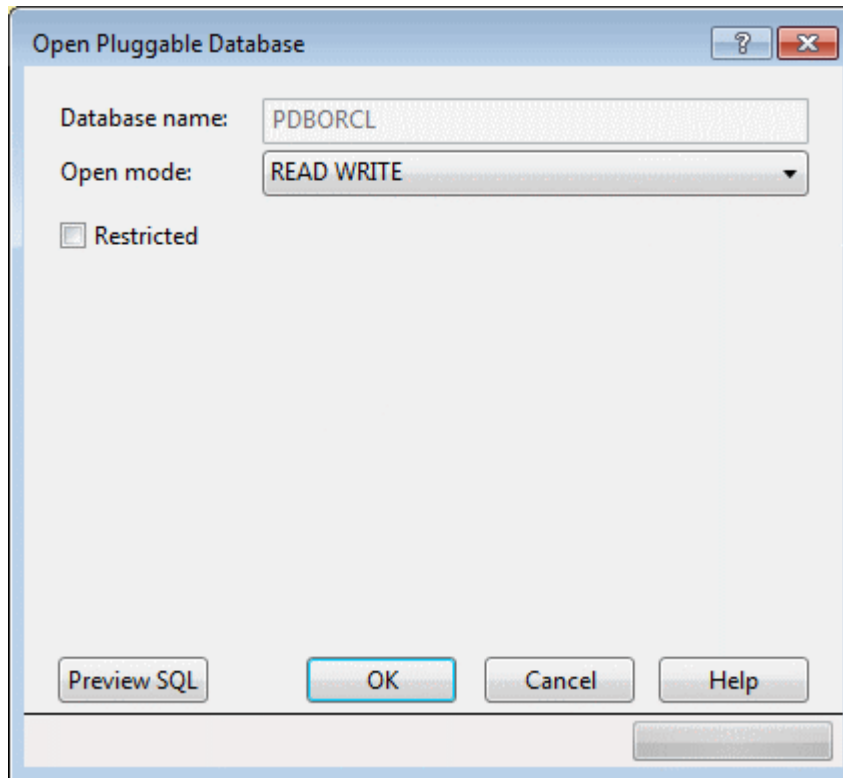 Open Pluggable Database
?
Database name: PDBORCL
Open mode: READ WRITE
Restricted
Preview SQL OK Cancel Help